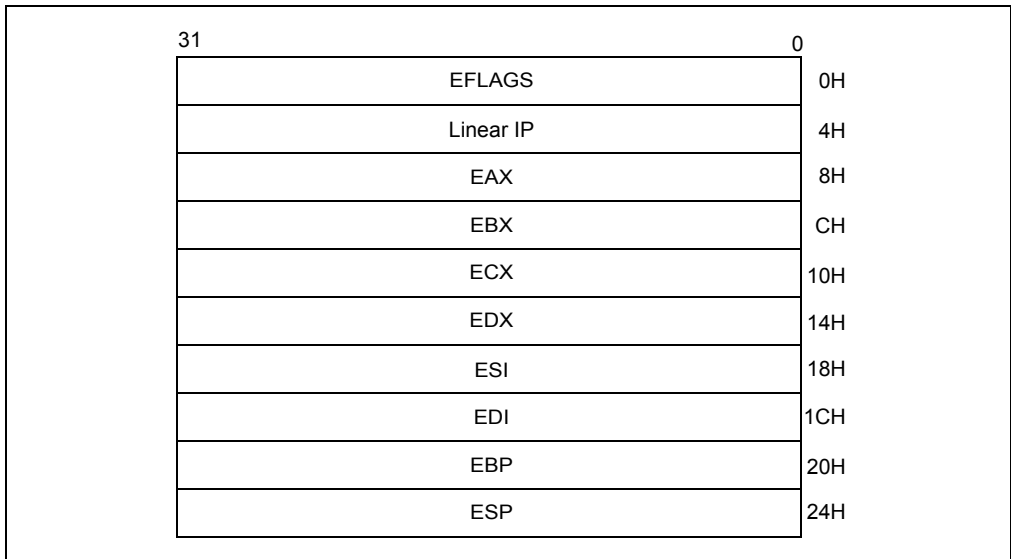 31 0
EFLAGS 0H
Linear IP 4H
EAX 8H
EBX CH
ECX 10H
EDX 14H
ESI 18H
EDI 1CH
EBP 20H
ESP 24H